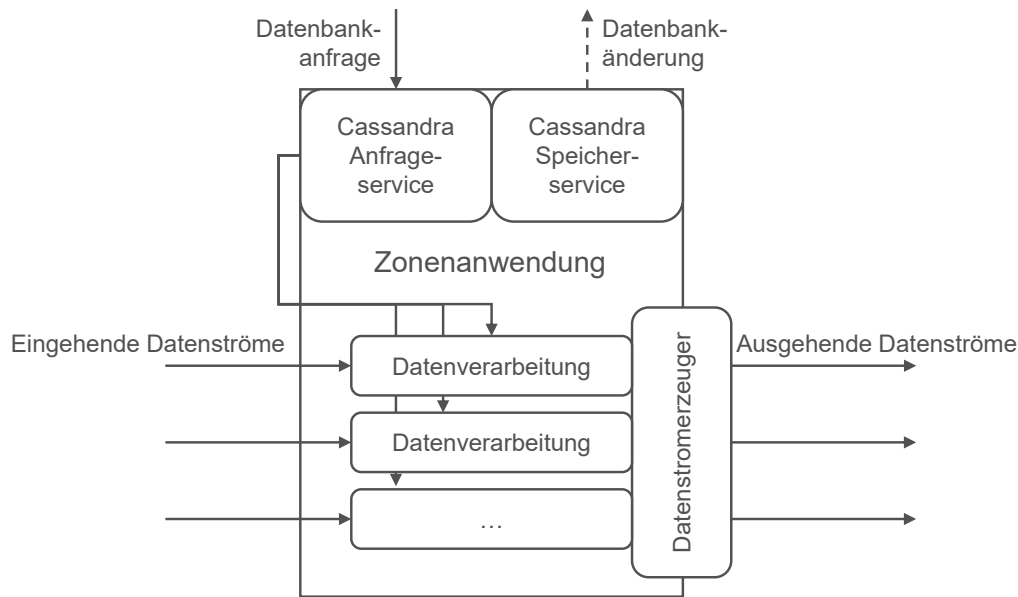 Datenbank-
anfrage
Datenbank-
änderung
Cassandra
Anfrage-
service
Cassandra
Speicher-
service
Zonenanwendung
Eingehende Datenströme
Datenverarbeitung
Datenverarbeitung
...
Datenstromerzeuger
Ausgehende Datenströme